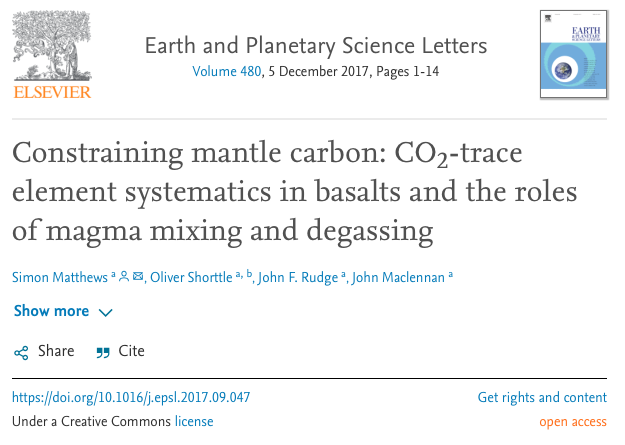 Earth and Planetary Science Letters
Volume 480, 5 December 2017, Pages 1-14
ELSEVIER
EARTH
& PLANETARY
SCIENCE LETTERS
Constraining mantle carbon: CO2-trace
element systematics in basalts and the roles
of magma mixing and degassing
Simon Matthews a, Oliver Shorttle a, b, John F. Rudge a, John Maclennan a
Show more
Share Cite
https://doi.org/10.1016/j.epsl.2017.09.047 Get rights and content
Under a Creative Commons license open access